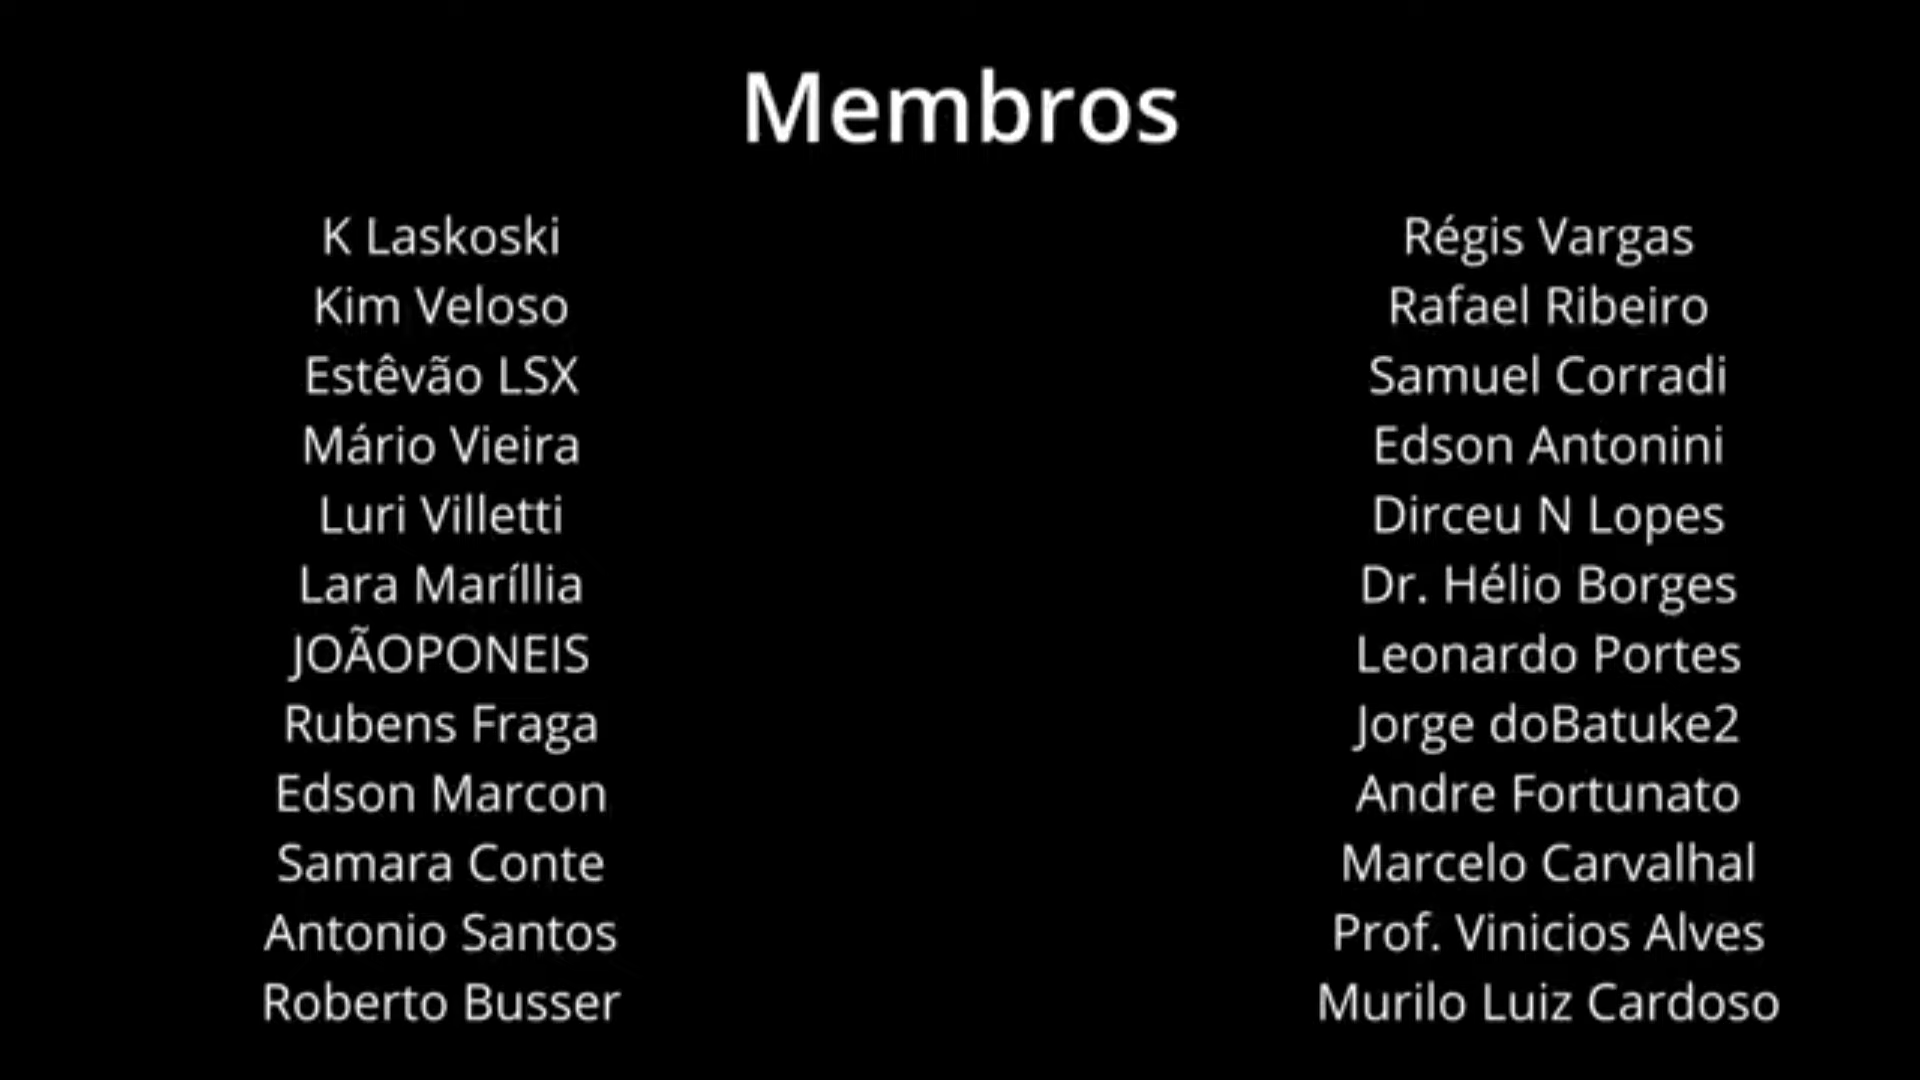 Membros
K Laskoski
Kim Veloso
Estêvão LSX
Mário Vieira
Luri Villetti
Lara Maríllia
JOÃOPONEIS
Rubens Fraga
Edson Marcon
Samara Conte
Antonio Santos
Roberto Busser
Régis Vargas
Rafael Ribeiro
Samuel Corradi
Edson Antonini
Dirceu N Lopes
Dr. Hélio Borges
Leonardo Portes
Jorge doBatuke2
Andre Fortunato
Marcelo Carvalhal
Prof. Vinicios Alves
Murilo Luiz Cardoso